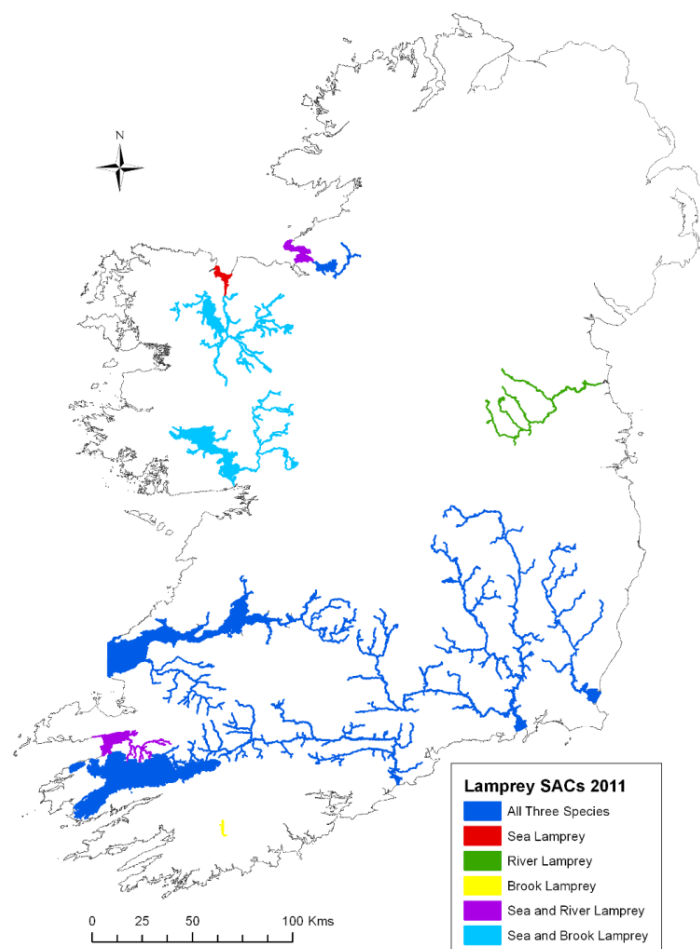 N
Lamprey SACs 2011
All Three Species
Sea Lamprey
River Lamprey
Brook Lamprey
Sea and River Lamprey
Sea and Brook Lamprey
0 25 50 100 Kms